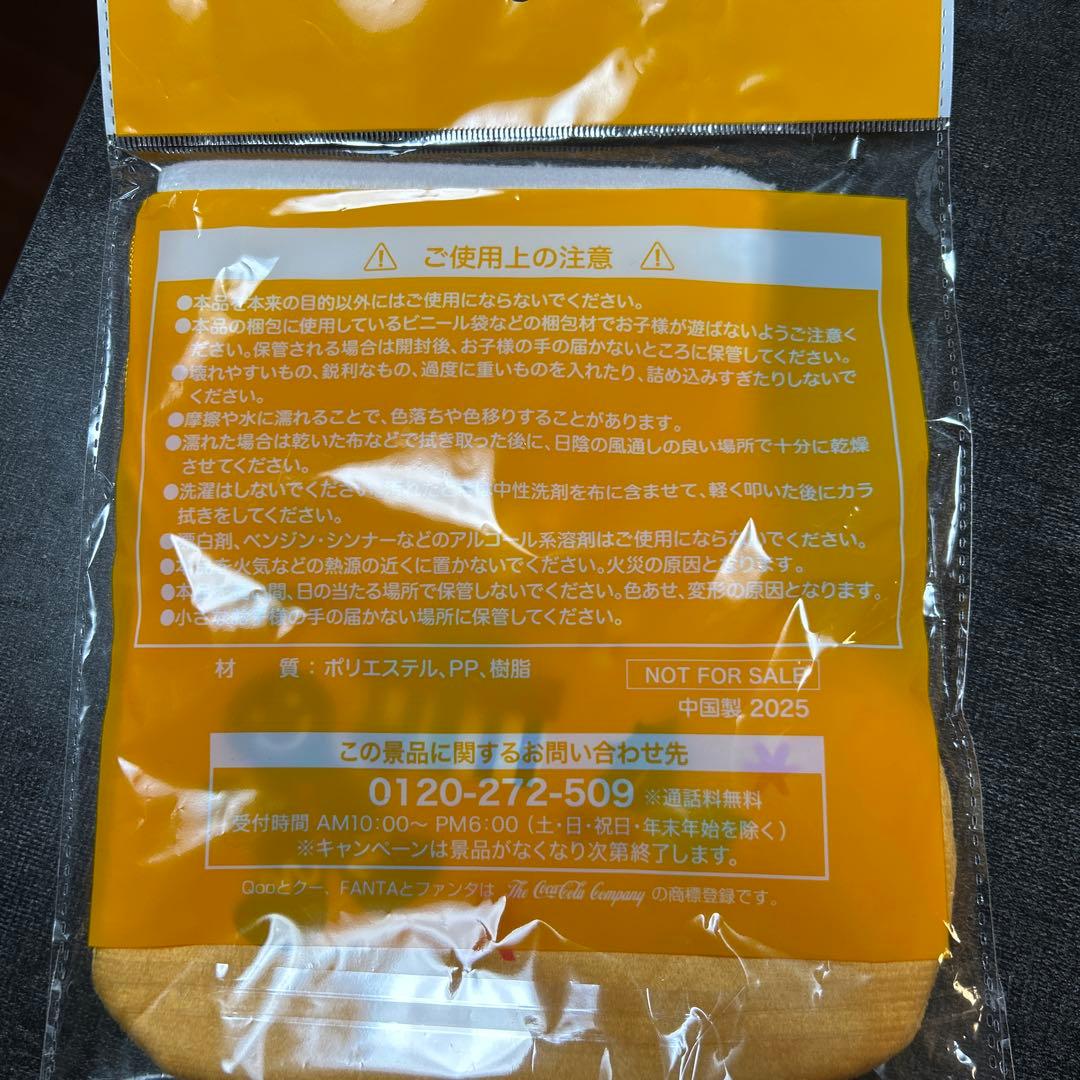 ご使用上の注意
●本品を本来の目的以外にはご使用にならないでください。
●本品の梱包に使用しているビニール袋などの梱包材でお子様が遊ばないようご注意く
ださい。保管される場合は開封後、お子様の手の届かないところに保管してください。
●壊れやすいもの、鋭利なもの、過度に重いものを入れたり、詰め込みすぎたりしないで
ください。
●摩擦や水に濡れることで、色落ちや色移りすることがあります。
●濡れた場合は乾いた布などで拭き取った後に、日陰の風通しの良い場所で十分に乾燥
させてください。
●洗濯はしないでください 中性洗剤を布に含ませて、軽く叩いた後にカラ
拭きをしてください。
●漂白剤、ベンジン・シンナーなどのアルコール系溶剤はご使用にならないでください。
●本品を火気などの熱源の近くに置かないでください。火災の原因となります。
●本 間、日の当たる場所で保管しないでください。色あせ、変形の原因となります。
●小さ 様の手の届かない場所に保管してください。
材 質：ポリエステル、PP、樹脂
NOT FOR SALE
中国製 2025
この景品に関するお問い合わせ先
0120-272-509 ※通話料無料
受付時間 AM10:00～ PM6:00（土・日・祝日・年末年始を除く）
※キャンペーンは景品がなくなり次第終了します。
Qooとクー、FANTAとファンタは The Coca-Cola Company の商標登録です。